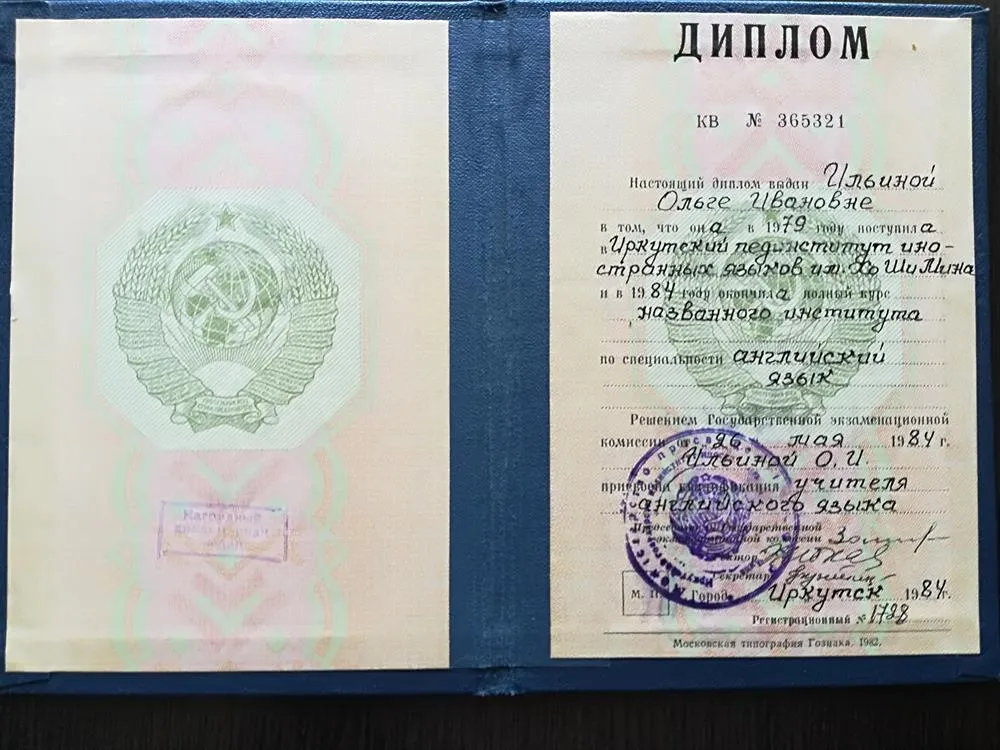 Нагрудный
ДИПЛОМ
КВ № 365321
Настоящий диплом выдан Ильиной
Ольге Ивановне
в том, что она в 1979 году поступила
в Иркутский пединститут ино-
странных языков им. Хо Ши Мина
и в 1984 году окончила полный курс
названного института
по специальности английский
язык
Решением Государственной экзаменационной
комиссии от 26 мая 1984 г.
Ильиной О.И.
присвоена квалификация учителя
английского языка
Председатель Государственной
экзаменационной комиссии
Ректор
Секретарь
М. П. Город Иркутск 1984 г.
Регистрационный № 1798
Московская типография Гознака. 1982.